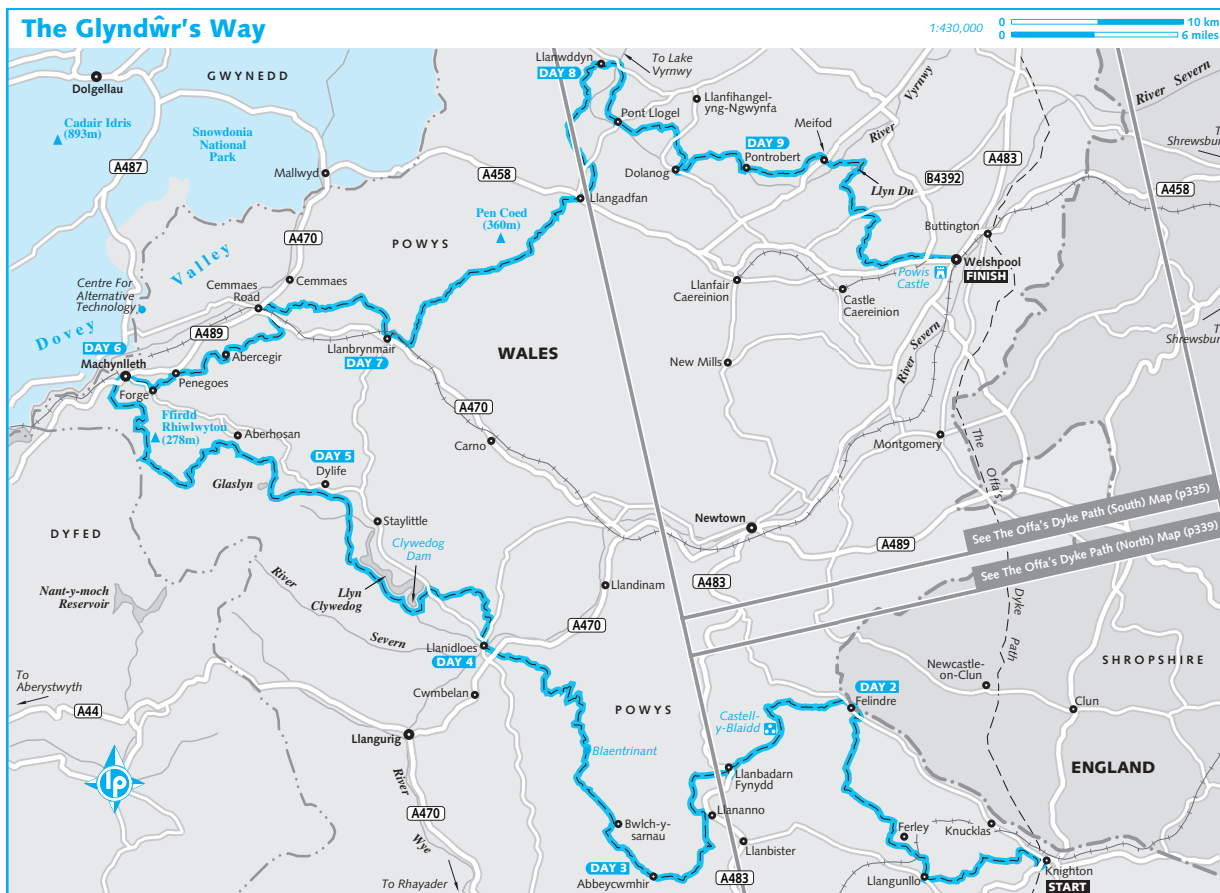 The Glyndŵr's Way
1:430,000
0 10 km
0 6 miles
GWYNEDD
Dolgellau
Cadair Idris
(893m)
Snowdonia
National
Park
A487
Mallwyd
A470
A458
Llanwddyn
DAY 8
To Lake
Vyrnwy
Llanfihangel-
yng-Ngwynfa
Pont Llogel
Vyrnwy
River
Meifod
DAY 9
Pontrobert
Dolanog
Llyn Du
B4392
A483
River Severn
To
Shrewsbury
A458
Llangadfan
Pen Coed
(360m)
POWYS
Buttington
Welshpool
FINISH
Powis
Castle
Llanfair
Caereinion
Castle
Caereinion
Dovey Valley
Centre For
Alternative
Technology
Cemmaes
Road
Cemmaes
A489
DAY 6
Machynlleth
Abercegir
Penegoes
Forge
Llanbrynmair
DAY 7
WALES
New Mills
River Severn
Shrewsbury
Ffirdd
Rhiwlwyton
(278m)
Aberhosan
A470
Carno
Montgomery
The Offa's Dyke Path
DAY 5
Dylife
Glaslyn
Staylittle
Clywedog
Dam
DYFED
Newtown
A489
See The Offa's Dyke Path (South) Map (p335)
See The Offa's Dyke Path (North) Map (p339)
A483
Nant-y-moch
Reservoir
River
Severn
Llyn
Clywedog
Llandinam
A470
Llanidloes
DAY 4
Cwmbelan
To
Aberystwyth
A44
Llangurig
POWYS
Blaentrinant
Castell-
y-Blaidd
DAY 2
Felindre
Newcastle-
on-Clun
SHROPSHIRE
Clun
ENGLAND
lp
River
A470
Wye
To Rhayader
Llanbadarn
Fynydd
Llananno
Bwlch-y-
sarnau
DAY 3
Abbeycwmhir
Llanbister
A483
Ferley
Knucklas
Llangunllo
Knighton
START